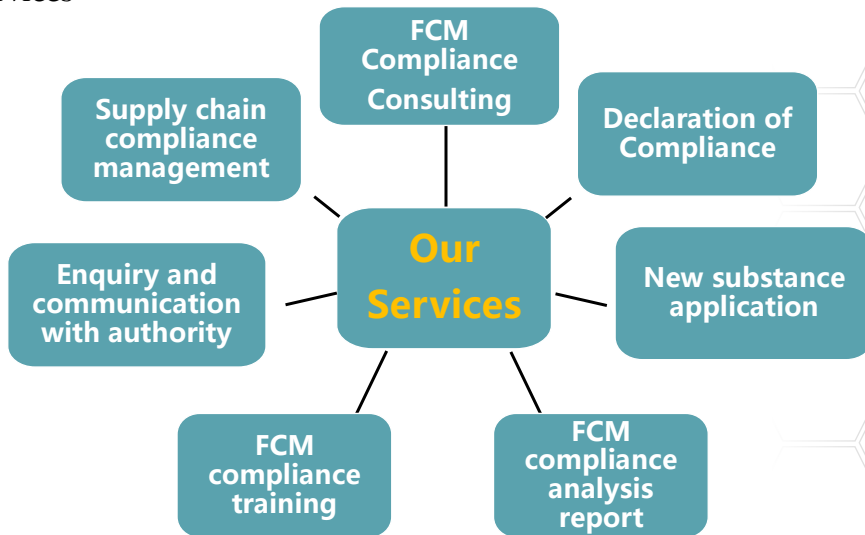 FCM
Compliance
Consulting
Supply chain
compliance
management
Declaration of
Compliance
Our
Services
Enquiry and
communication
with authority
New substance
application
FCM
compliance
training
FCM
compliance
analysis
report